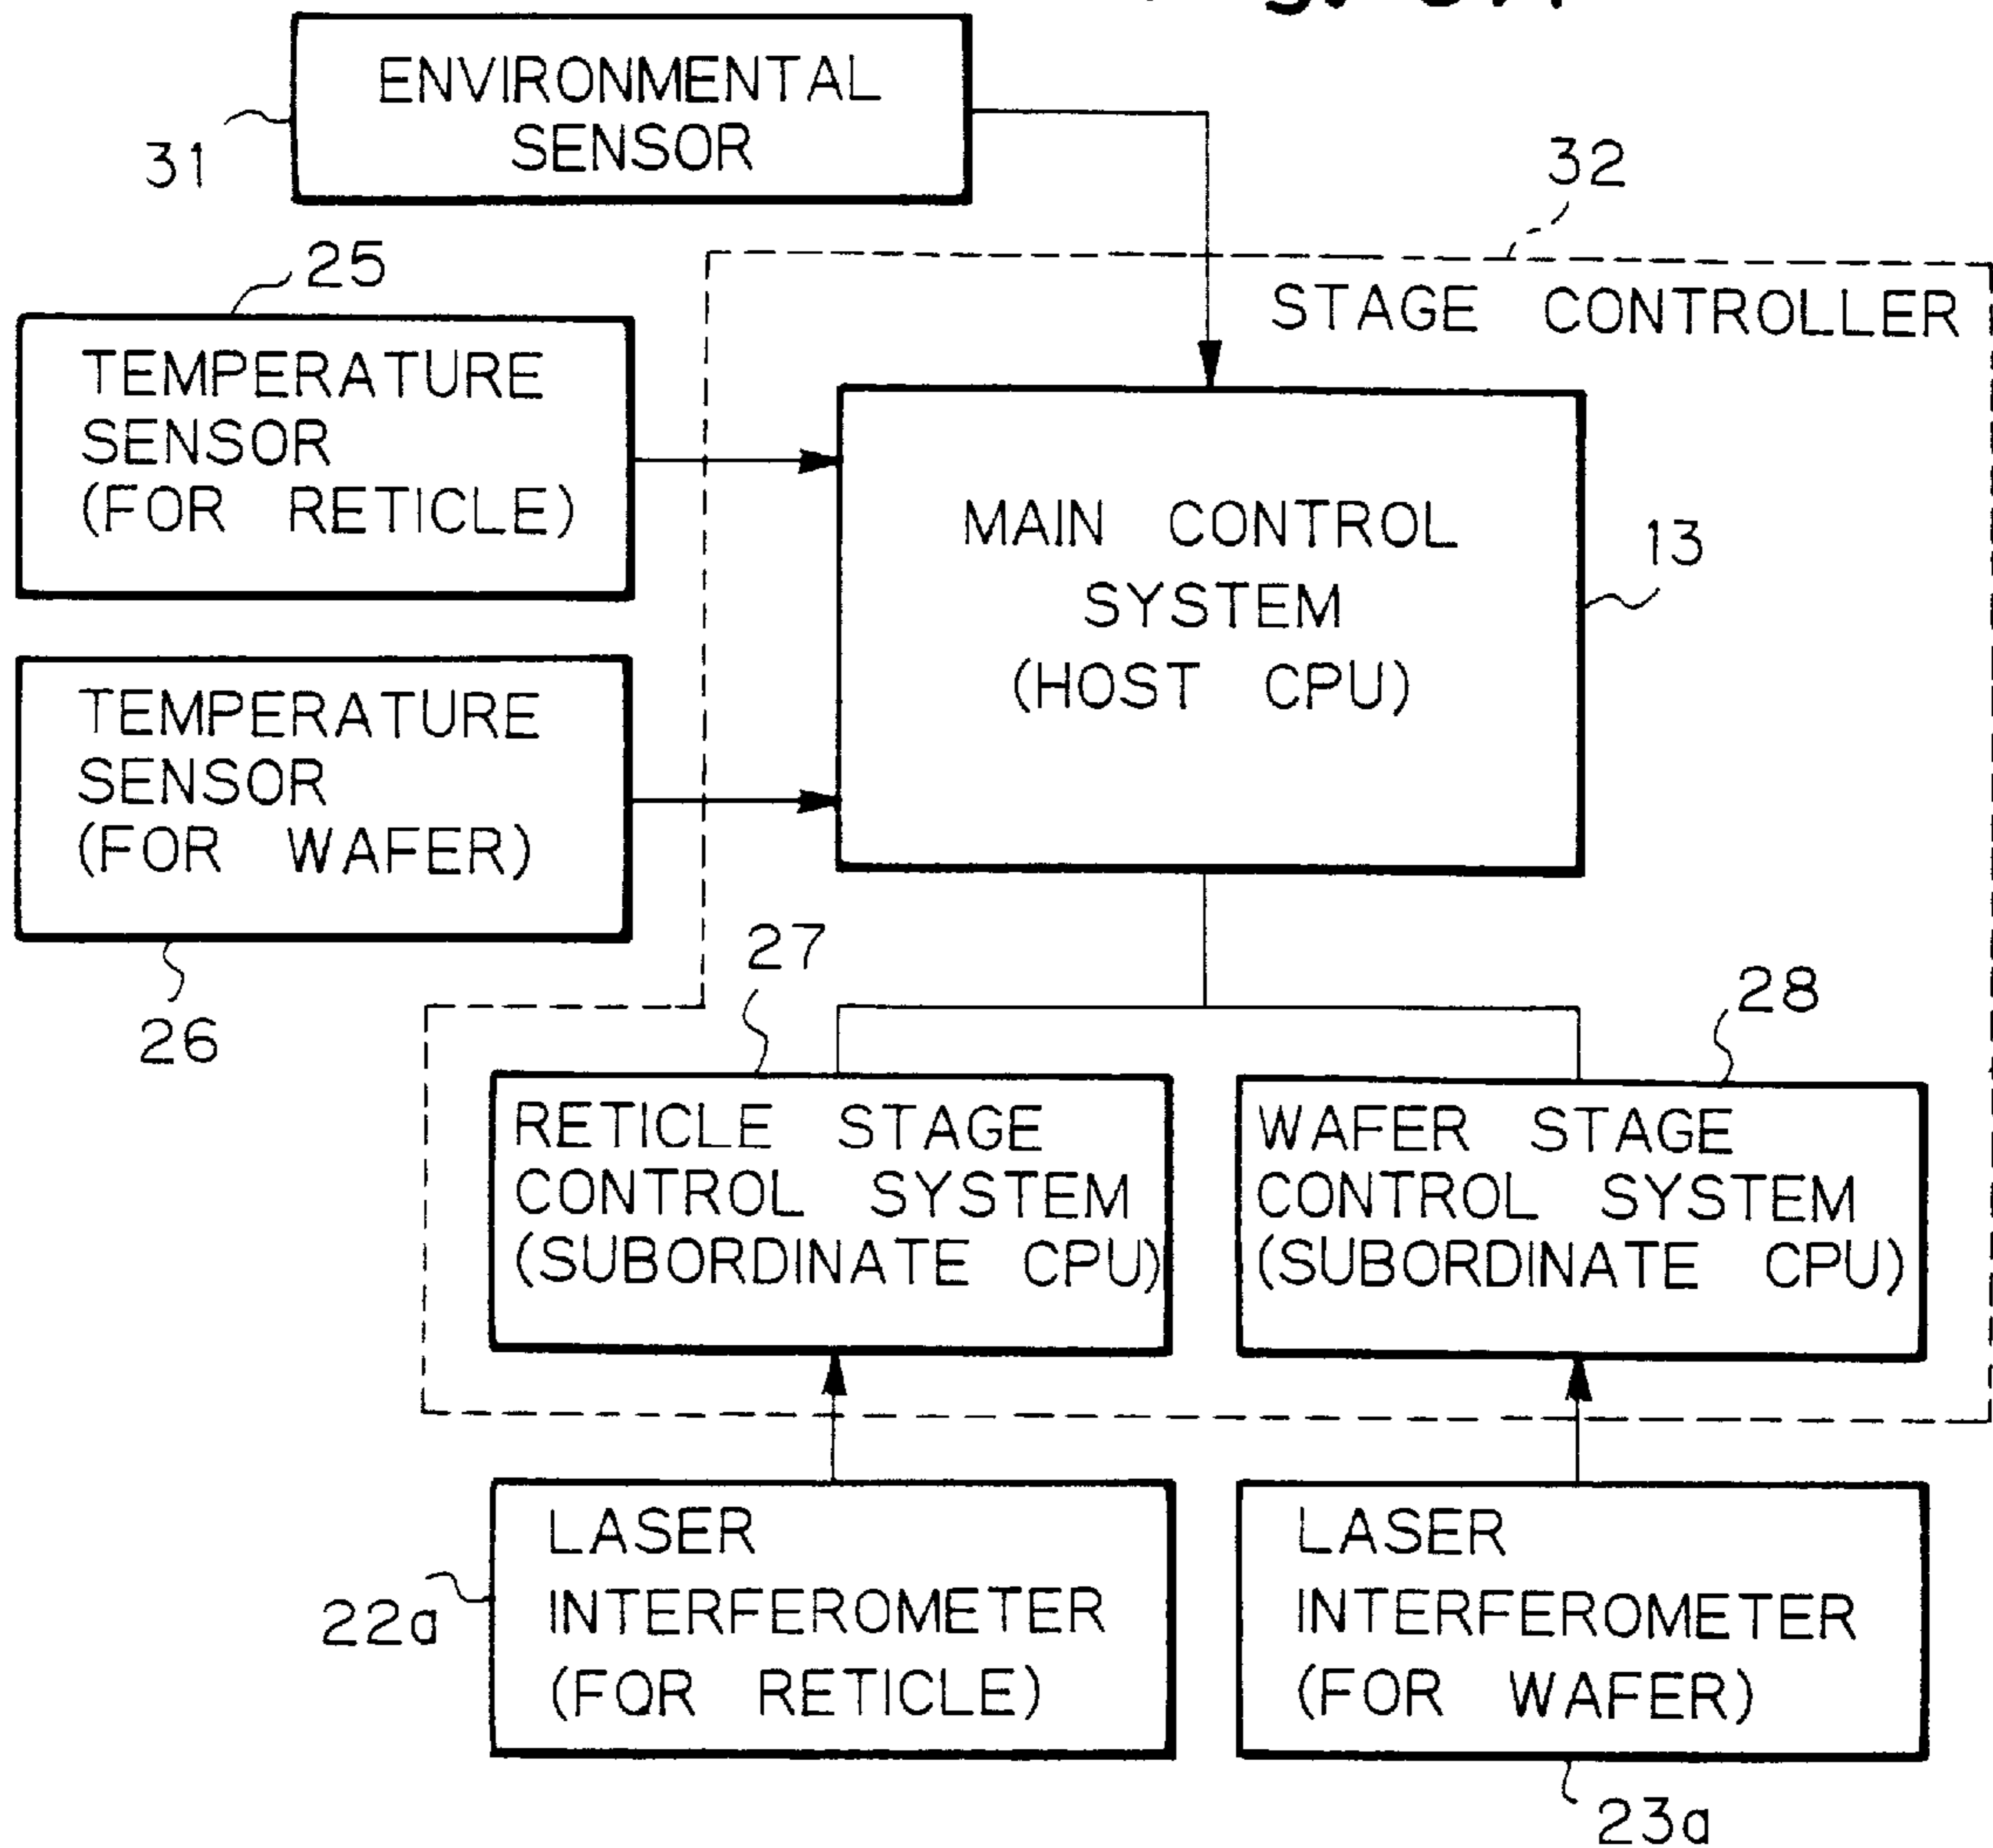 ENVIRONMENTAL
SENSOR
31
32
STAGE CONTROLLER
25
TEMPERATURE
SENSOR
(FOR RETICLE)
MAIN CONTROL
SYSTEM
(HOST CPU)
13
TEMPERATURE
SENSOR
(FOR WAFER)
26
27
28
RETICLE STAGE
CONTROL SYSTEM
(SUBORDINATE CPU)
WAFER STAGE
CONTROL SYSTEM
(SUBORDINATE CPU)
LASER
INTERFEROMETER
(FOR RETICLE)
22a
LASER
INTERFEROMETER
(FOR WAFER)
23a